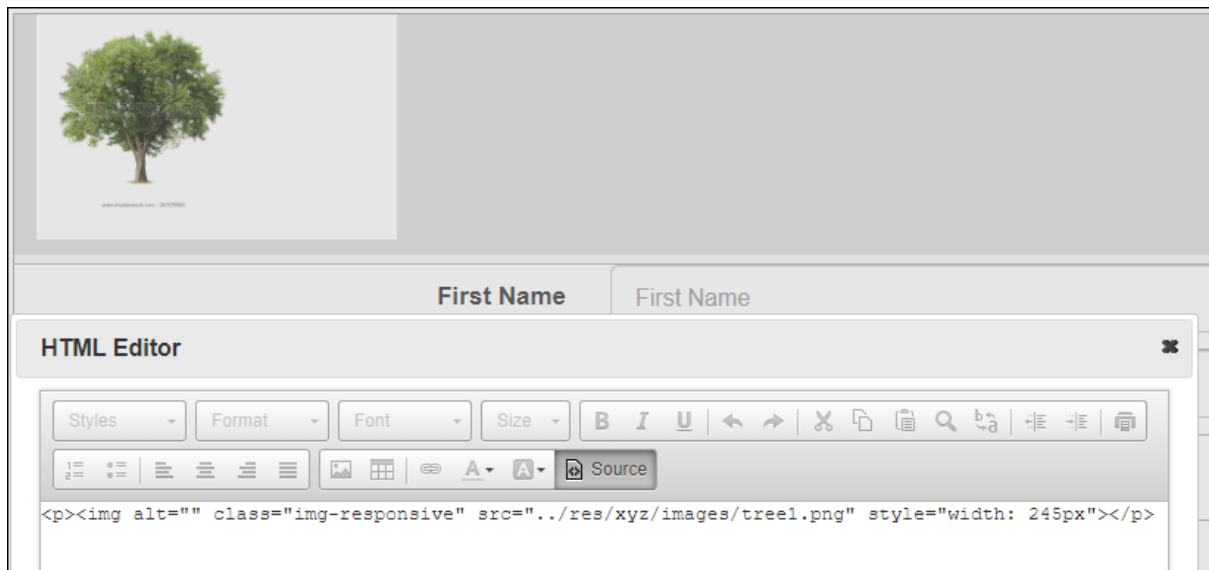 First Name
First Name
HTML Editor
Styles Format Font Size B I U
Source
<p><img alt="" class="img-responsive" src="../res/xyz/images/tree1.png" style="width: 245px"></p>